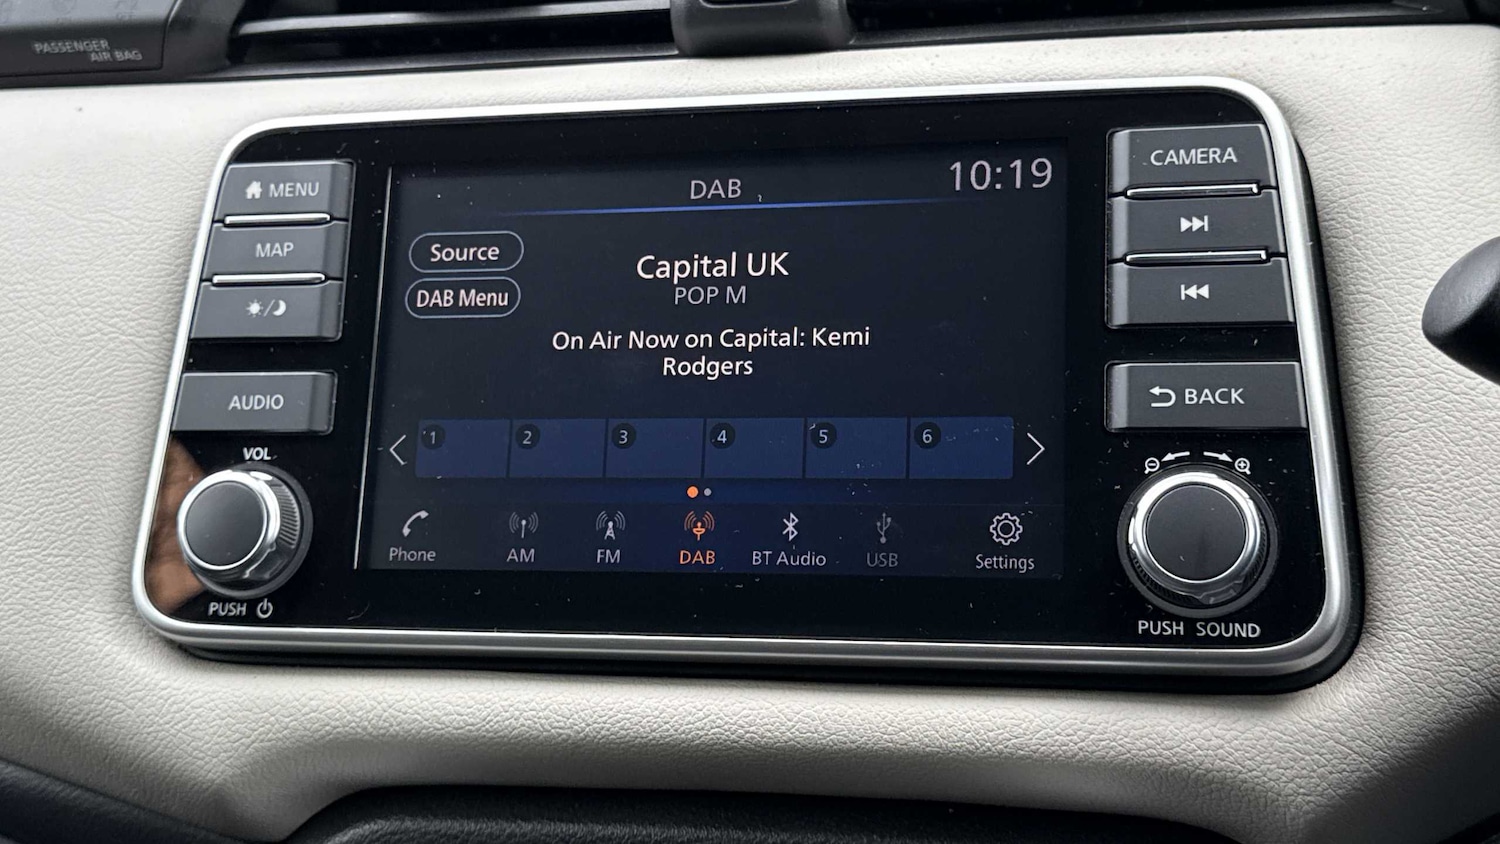 PASSENGER
AIR BAG
MENU
MAP
AUDIO
VOL
PUSH
DAB
10:19
Source
DAB Menu
Capital UK
POP M
On Air Now on Capital: Kemi
Rodgers
1 2 3 4 5 6
Phone AM FM DAB BT Audio USB Settings
CAMERA
BACK
PUSH SOUND